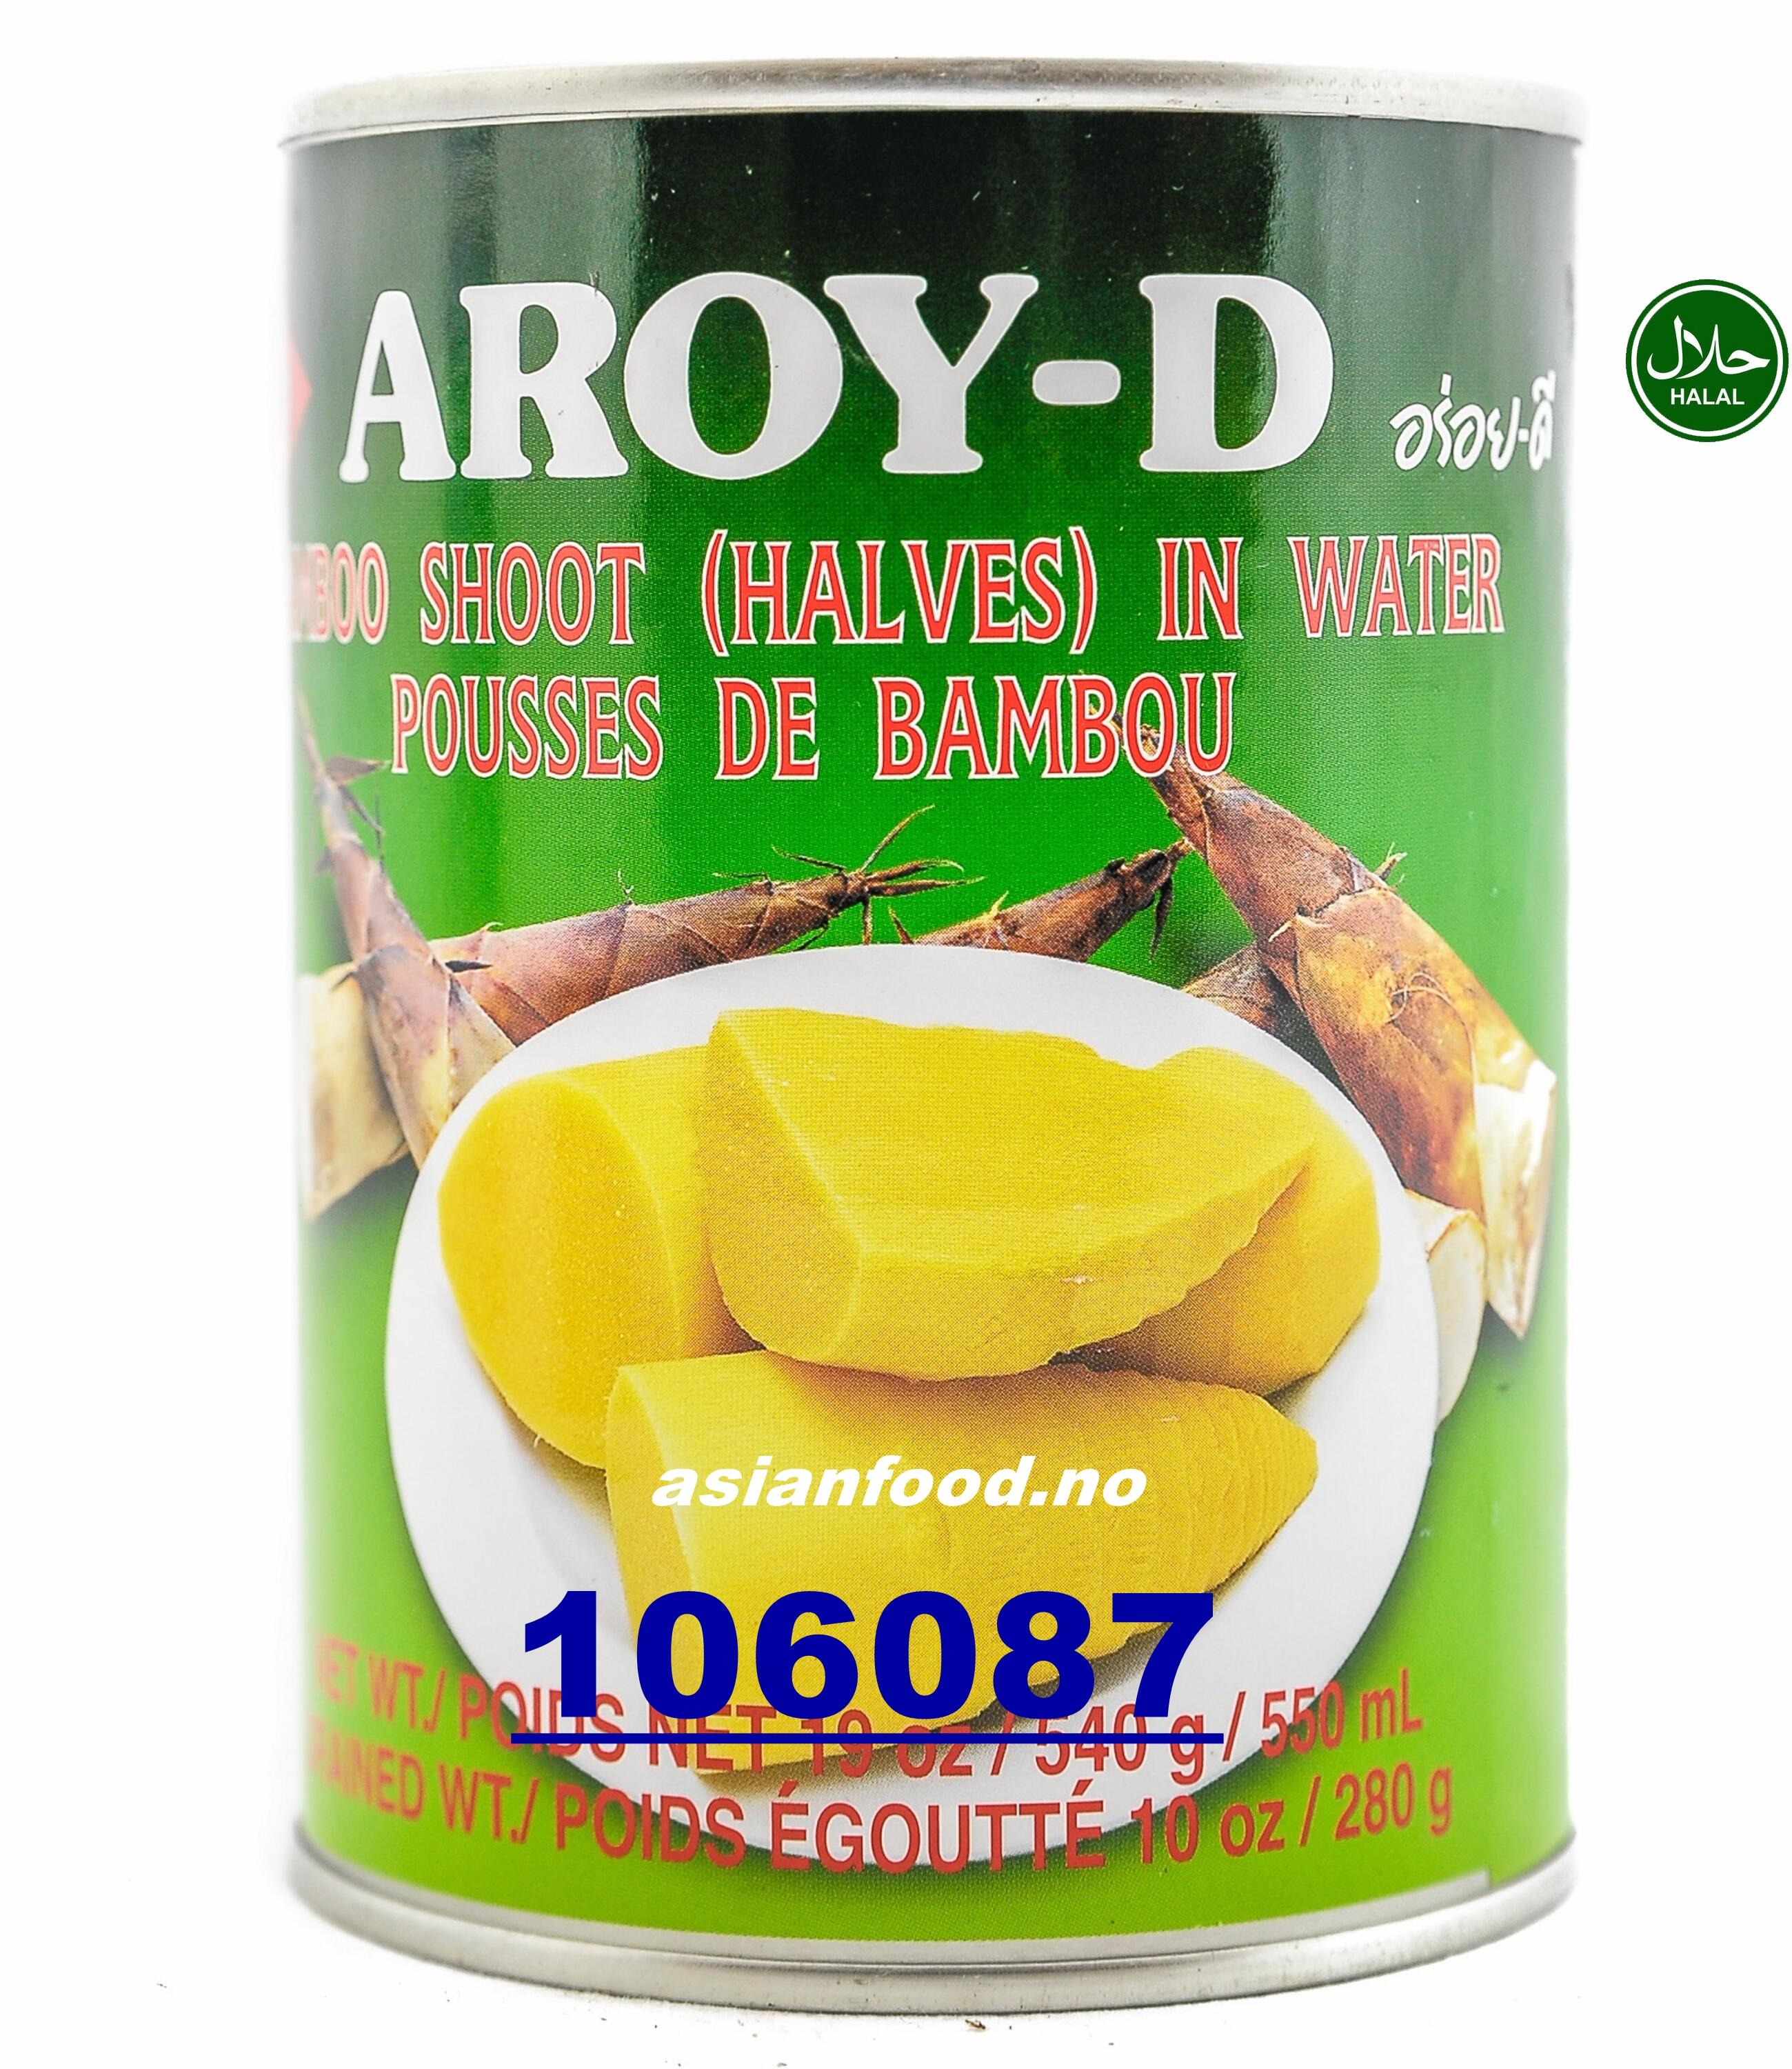 AROY-D
อร่อย-ดี
حلال
HALAL
BAMBOO SHOOT (HALVES) IN WATER
POUSSES DE BAMBOU
asianfood.no
106087
NET WT./ POIDS NET 19 oz / 540 g / 550 mL
DRAINED WT./ POIDS ÉGOUTTÉ 10 oz / 280 g